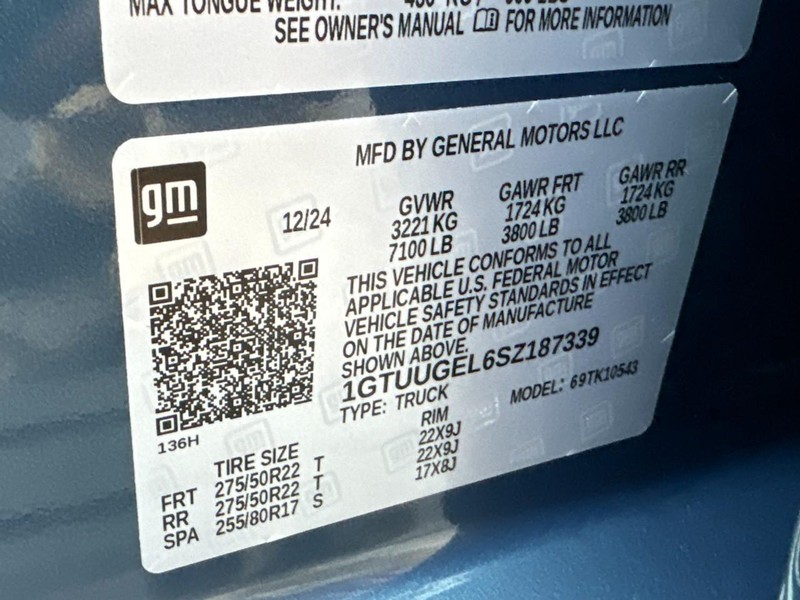 MAX TONGUE WEIGHT:
SEE OWNER'S MANUAL FOR MORE INFORMATION
MFD BY GENERAL MOTORS LLC
gm
12/24
GVWR GAWR FRT GAWR RR
3221 KG 1724 KG 1724 KG
7100 LB 3800 LB 3800 LB
THIS VEHICLE CONFORMS TO ALL
APPLICABLE U.S. FEDERAL MOTOR
VEHICLE SAFETY STANDARDS IN EFFECT
ON THE DATE OF MANUFACTURE
SHOWN ABOVE.
1GTUUGEL6SZ187339
TYPE: TRUCK MODEL: 69TK10543
136H
TIRE SIZE RIM
FRT 275/50R22 T 22X9J
RR 275/50R22 T 22X9J
SPA 255/80R17 S 17X8J